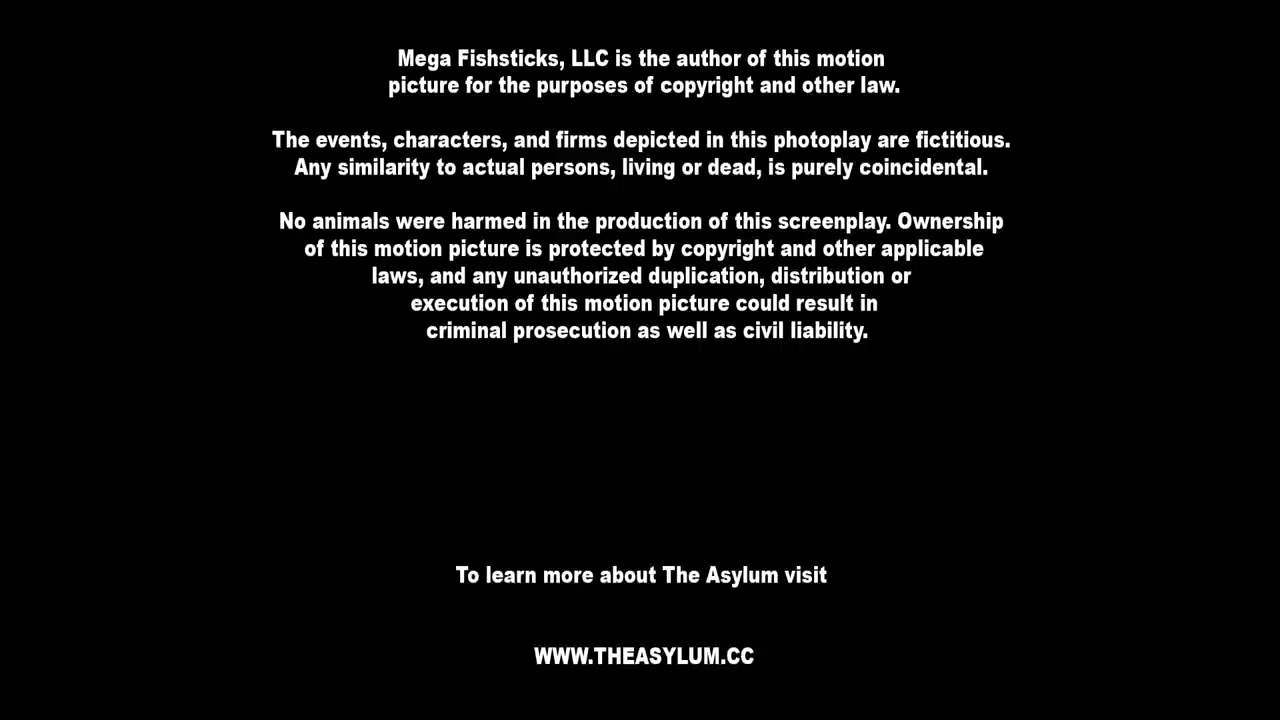 Mega Fishsticks, LLC is the author of this motion
picture for the purposes of copyright and other law.
The events, characters, and firms depicted in this photoplay are fictitious.
Any similarity to actual persons, living or dead, is purely coincidental.
No animals were harmed in the production of this screenplay. Ownership
of this motion picture is protected by copyright and other applicable
laws, and any unauthorized duplication, distribution or
execution of this motion picture could result in
criminal prosecution as well as civil liability.
To learn more about The Asylum visit
WWW.THEASYLUM.CC